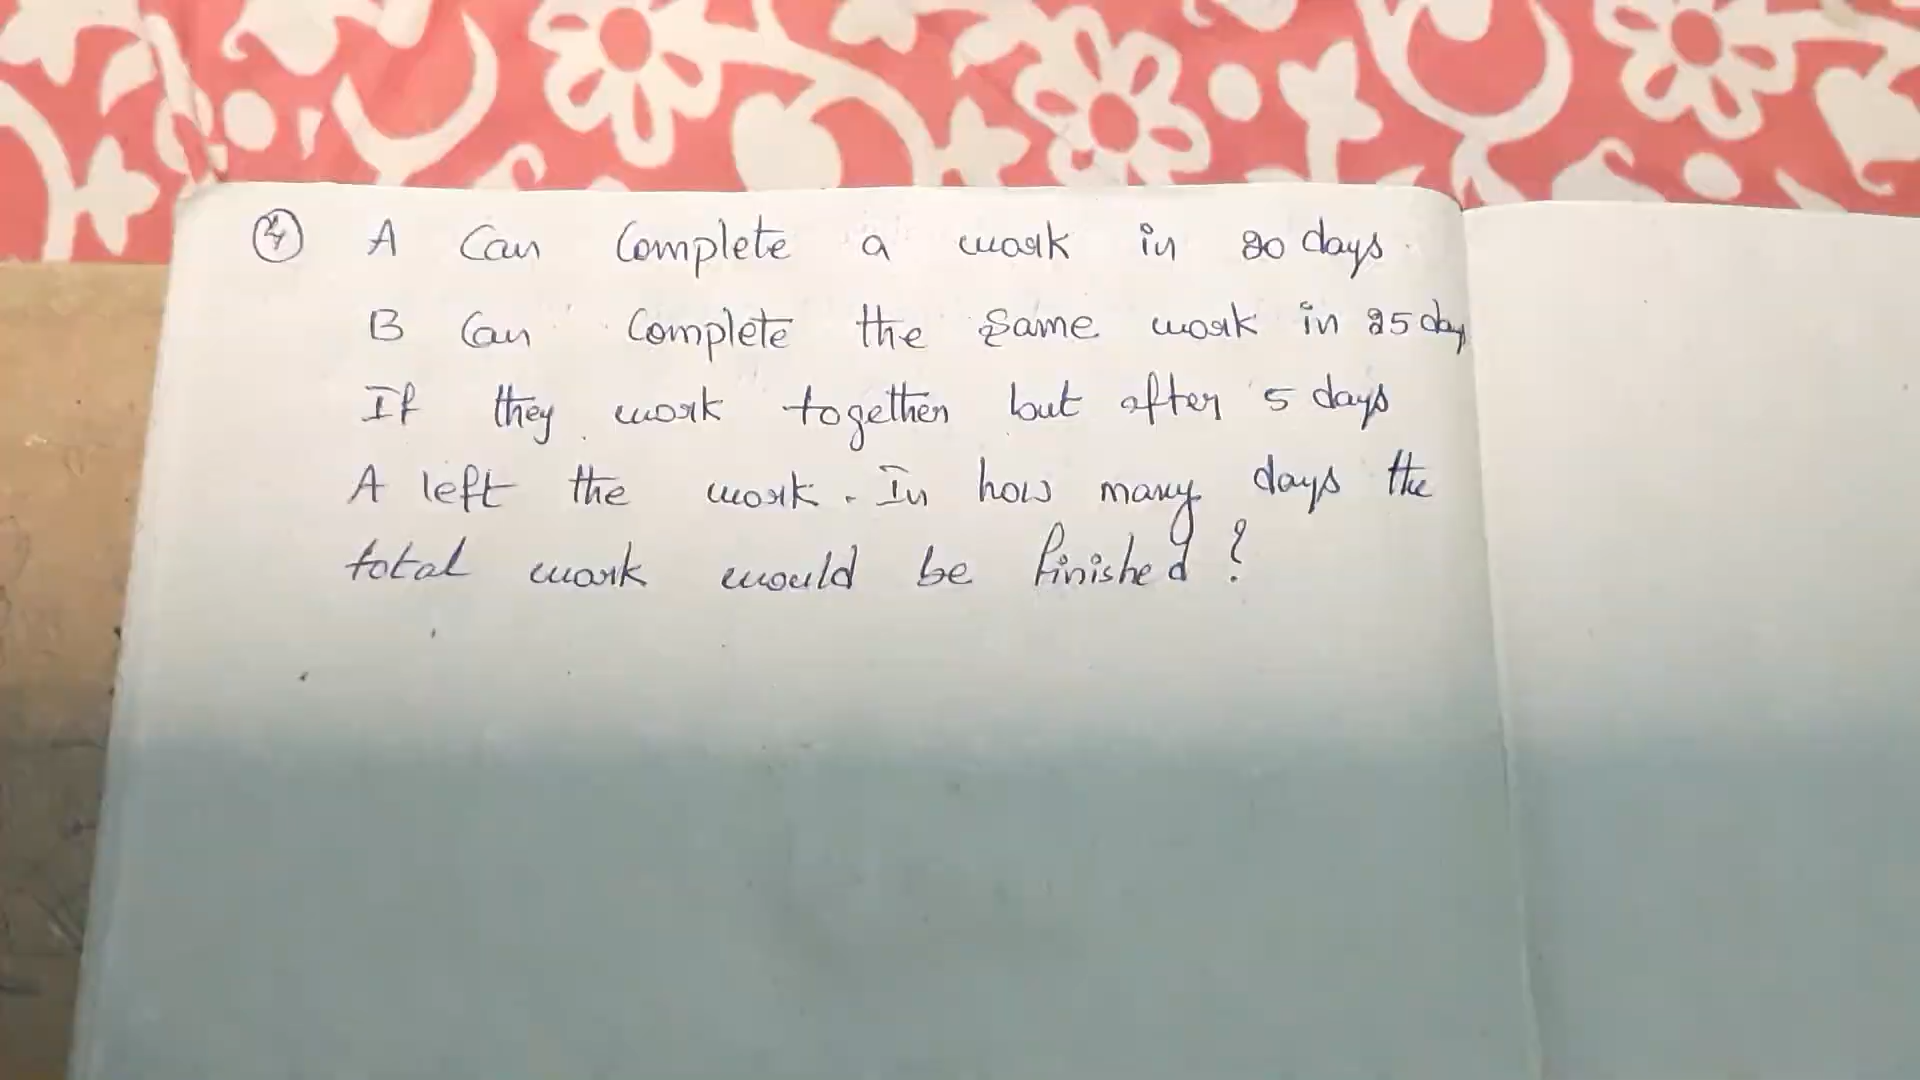 ④ A Can Complete a work in 20 days.
B Can Complete the Same work in 25 day
If they work together but after 5 days
A left the work. In how many days the
total work would be finished?